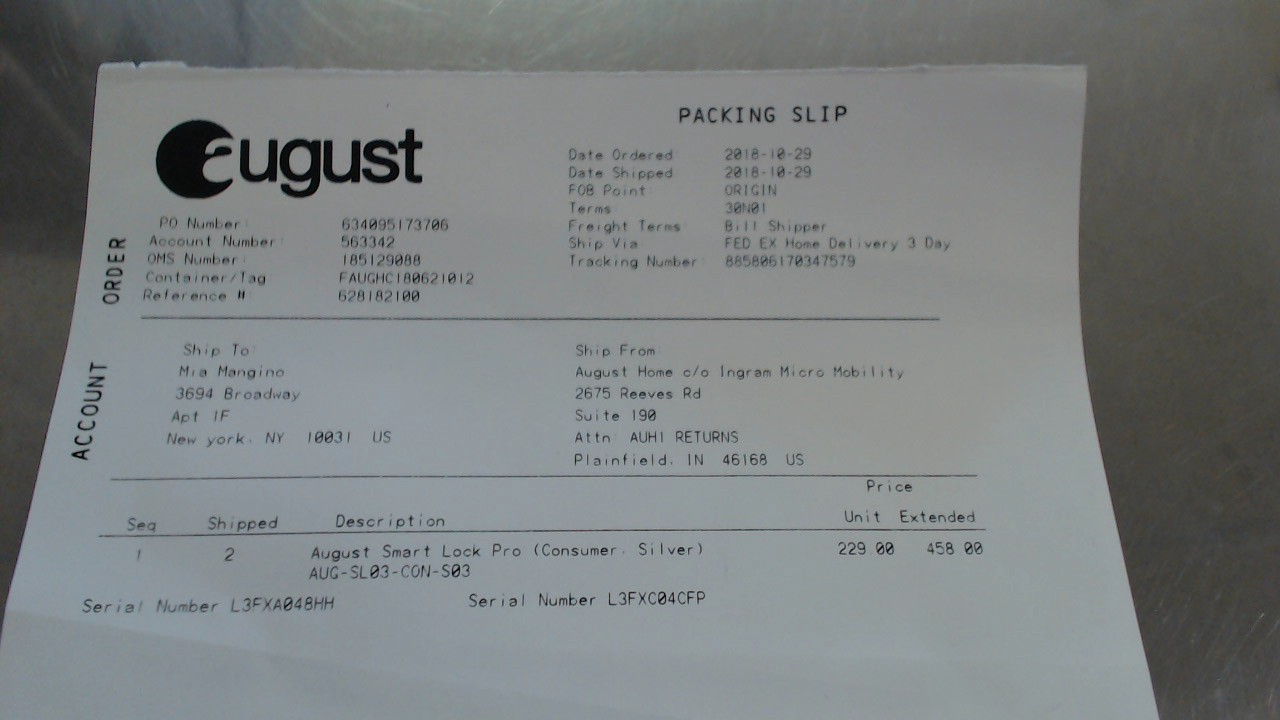 august
PACKING SLIP
Date Ordered: 2018-10-29
Date Shipped: 2018-10-29
FOB Point: ORIGIN
Terms: 30N01
Freight Terms: Bill Shipper
Ship Via: FED EX Home Delivery 3 Day
Tracking Number: 885806170347579
ORDER
PO Number: 634095173706
Account Number: 563342
OMS Number: 185129088
Container/Tag: FAUGHC180621012
Reference # 628182100
ACCOUNT
Ship To:
Mia Mangino
3694 Broadway
Apt 1F
New york, NY 10031 US
Ship From:
August Home c/o Ingram Micro Mobility
2675 Reeves Rd
Suite 190
Attn: AUH1 RETURNS
Plainfield, IN 46168 US
Price
Seq Shipped Description Unit Extended
1 2 August Smart Lock Pro (Consumer, Silver) 229.00 458.00
AUG-SL03-CON-S03
Serial Number L3FXA048HH Serial Number L3FXC04CFP